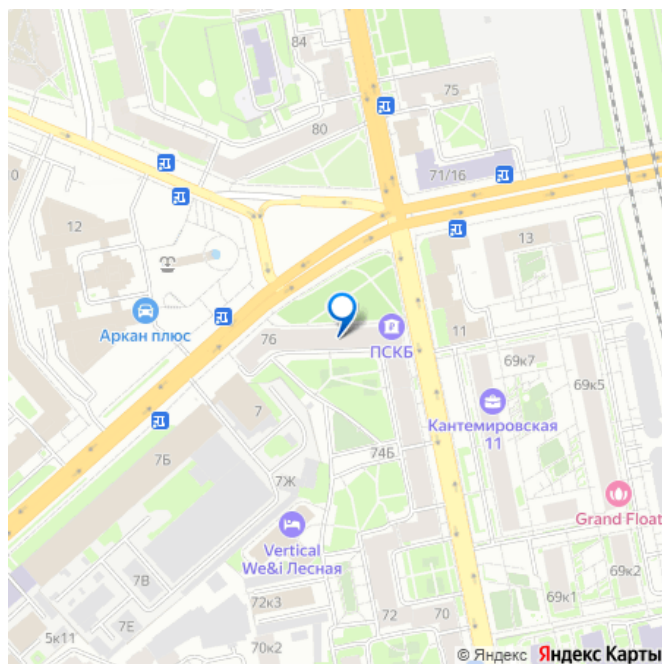 84
75
80
71/16
0
12
13
Аркан плюс
76
ПСКБ
11
69к7
69к5
7
Кантемировская
11
74Б
7Б
7Ж
Grand Float
Vertical
We&i Лесная
7В
72к3
72
70
69к1
69к2
7Е
5к11
70к2
© Яндекс Яндекс Карты